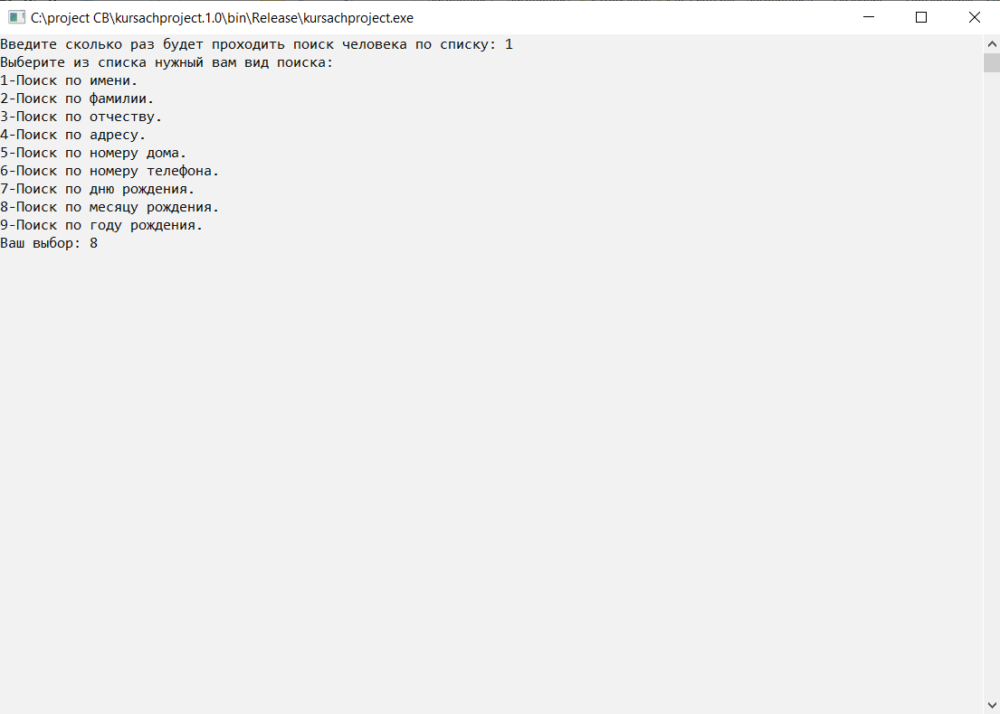 C:\project CB\kursachproject.1.0\bin\Release\kursachproject.exe
Введите сколько раз будет проходить поиск человека по списку: 1
Выберите из списка нужный вам вид поиска:
1-Поиск по имени.
2-Поиск по фамилии.
3-Поиск по отчеству.
4-Поиск по адресу.
5-Поиск по номеру дома.
6-Поиск по номеру телефона.
7-Поиск по дню рождения.
8-Поиск по месяцу рождения.
9-Поиск по году рождения.
Ваш выбор: 8